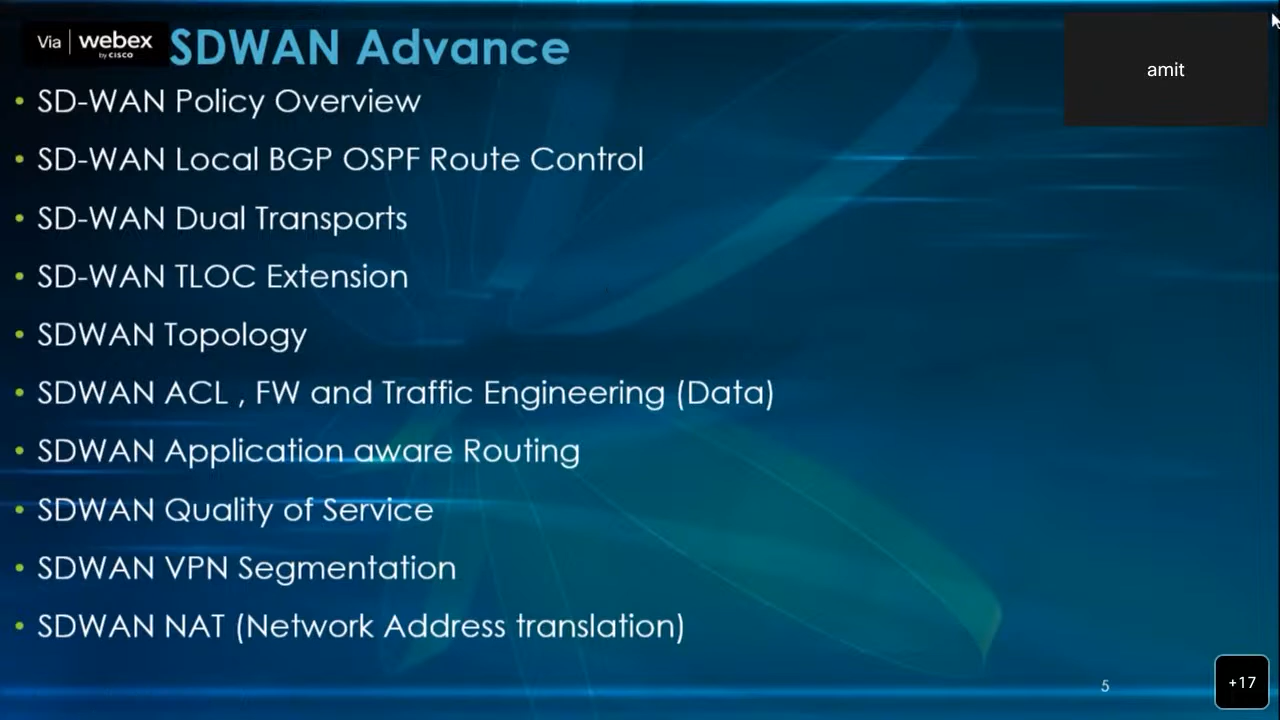 Via webex
by CISCO
SDWAN Advance
amit
• SD-WAN Policy Overview
• SD-WAN Local BGP OSPF Route Control
• SD-WAN Dual Transports
• SD-WAN TLOC Extension
• SDWAN Topology
• SDWAN ACL , FW and Traffic Engineering (Data)
• SDWAN Application aware Routing
• SDWAN Quality of Service
• SDWAN VPN Segmentation
• SDWAN NAT (Network Address translation)
5
+17